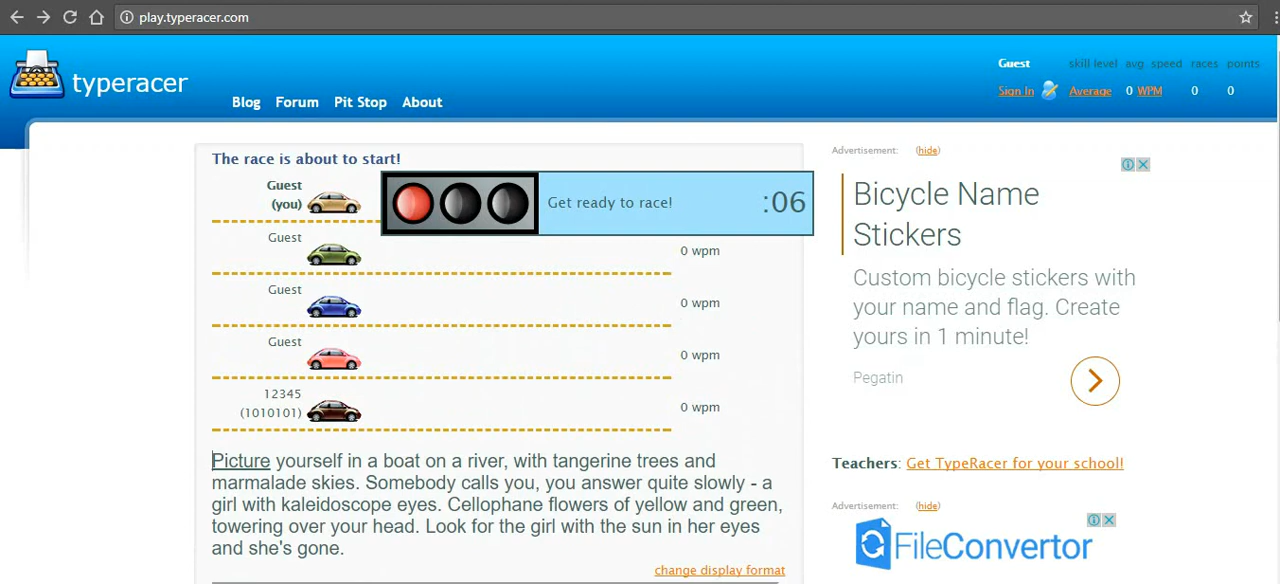 play.typeracer.com
typeracer
Blog Forum Pit Stop About
Guest skill level avg. speed races points
Sign In Average 0 WPM 0 0
The race is about to start!
Guest
(you)
Get ready to race! :06
Guest
0 wpm
Guest
0 wpm
Guest
0 wpm
12345
(1010101)
0 wpm
Picture yourself in a boat on a river, with tangerine trees and
marmalade skies. Somebody calls you, you answer quite slowly - a
girl with kaleidoscope eyes. Cellophane flowers of yellow and green,
towering over your head. Look for the girl with the sun in her eyes
and she's gone.
change display format
Advertisement: (hide)
Bicycle Name
Stickers
Custom bicycle stickers with
your name and flag. Create
yours in 1 minute!
Pegatin
Teachers: Get TypeRacer for your school!
Advertisement: (hide)
FileConvertor